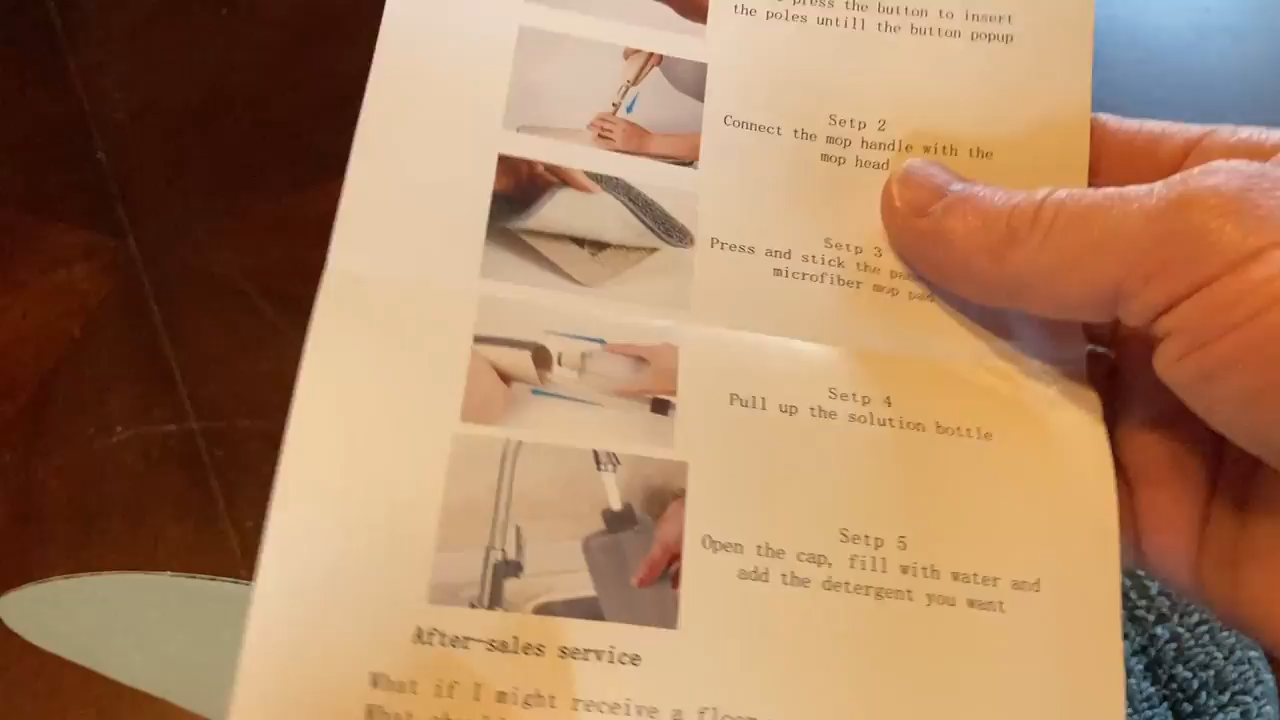 press the button to insert
the poles untill the button popup
Setp 2
Connect the mop handle with the
mop head
Setp 3
Press and stick the
microfiber mop pad
Setp 4
Pull up the solution bottle
Setp 5
Open the cap, fill with water and
add the detergent you want
After-sales service
What if I might receive a
What